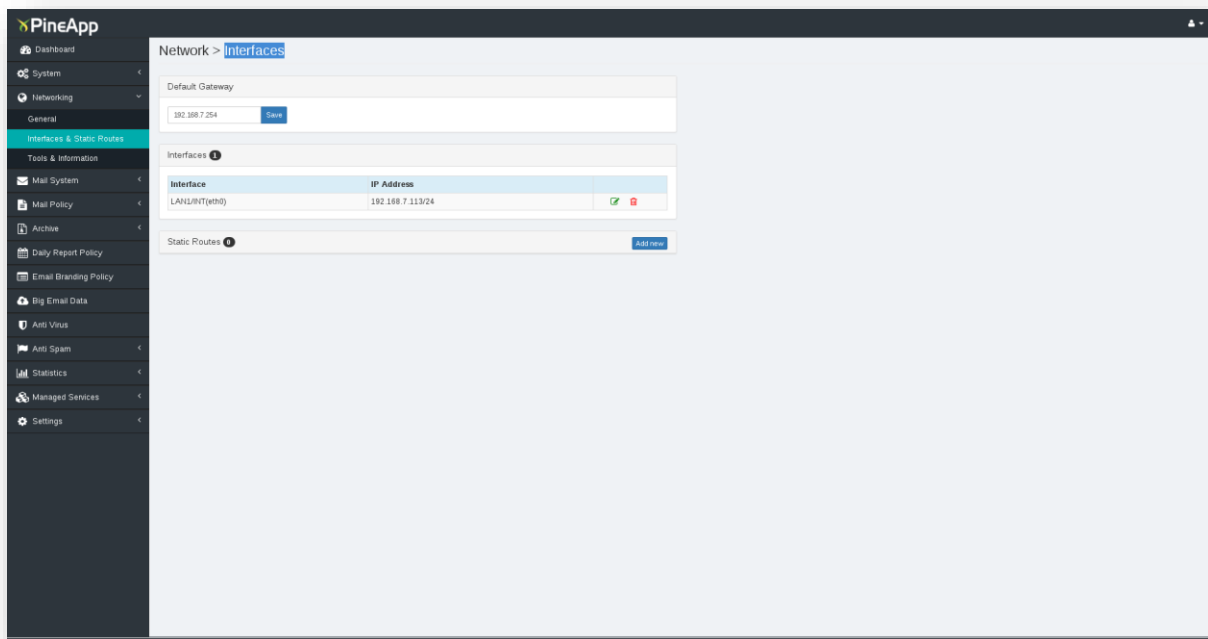 PineApp
Dashboard
System
Networking
General
Interfaces & Static Routes
Tools & Information
Mail System
Mail Policy
Archive
Daily Report Policy
Email Branding Policy
Big Email Data
Anti Virus
Anti Spam
Statistics
Managed Services
Settings
Network > Interfaces
Default Gateway
192.168.7.254 Save
Interfaces 1
Interface IP Address
LAN1/INT(eth0) 192.168.7.113/24
Static Routes 0 Add new